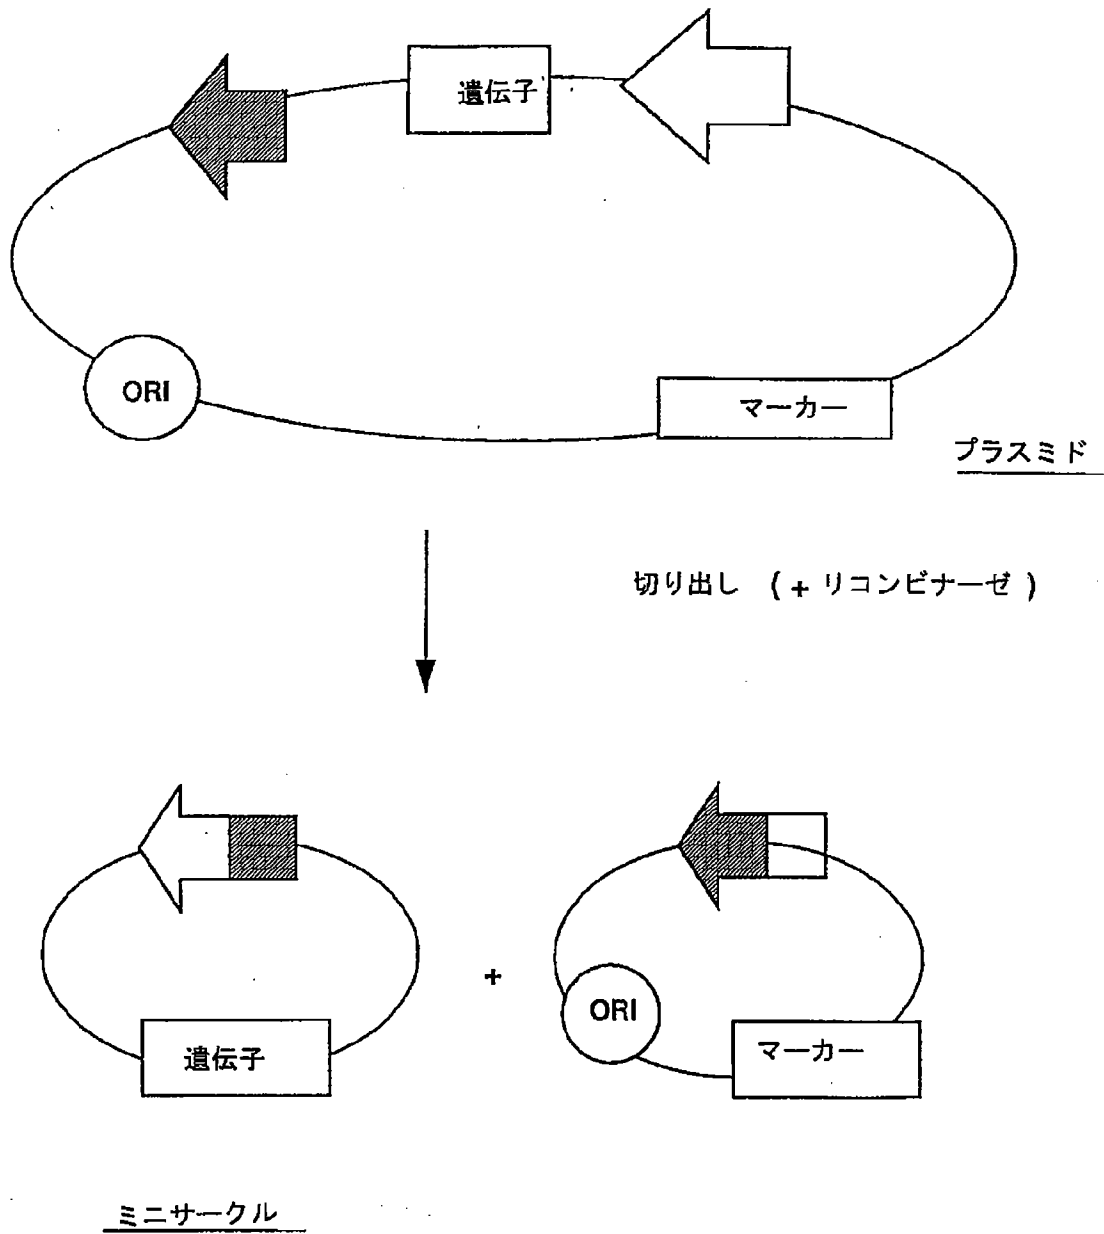 遺伝子
ORI
マーカー
プラスミド
切り出し (+ リコンビナーゼ)
+
ORI
遺伝子
マーカー
ミニサークル